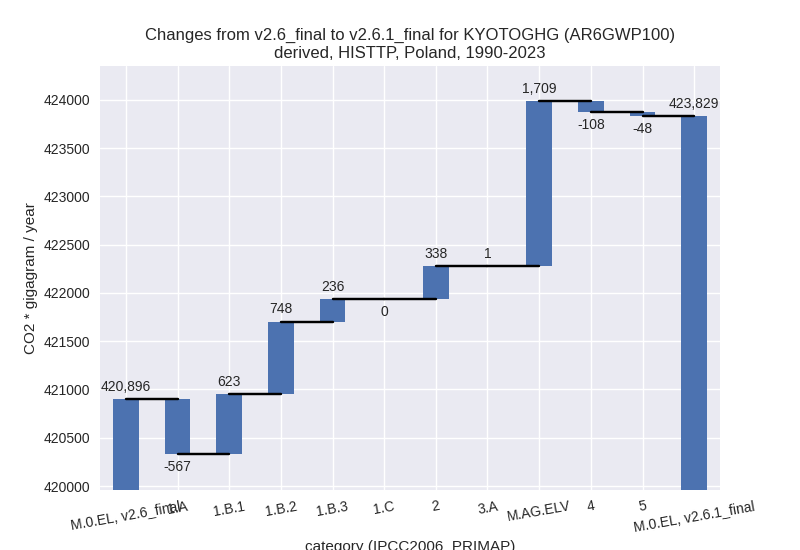 Changes from v2.6_final to v2.6.1_final for KYOTOGHG (AR6GWP100)
derived, HISTTP, Poland, 1990-2023
CO2 * gigagram / year
424000
423500
423000
422500
422000
421500
421000
420500
420000
420,896
-567
623
748
236
0
338
1
1,709
-108
-48
423,829
M.0.EL, v2.6_final
1.A
1.B.1
1.B.2
1.B.3
1.C
2
3.A
M.AG.ELV
4
5
M.0.EL, v2.6.1_final
category (IPCC2006_PRIMAP)